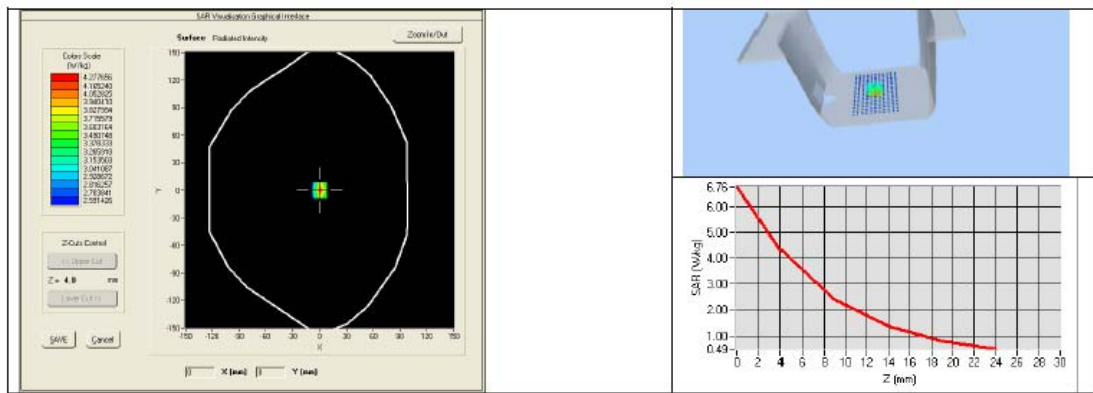 SAR Visualisation Graphical Interface
Surface Radiated Intensity
Zoom In/Out
Colors Scale
(W/kg)
4.277656
4.165240
4.052825
3.940410
3.827994
3.715579
3.603164
3.490748
3.378333
3.265918
3.153503
3.041087
2.928672
2.816257
2.703841
2.591426
Z-Cuts Control
<< Upper Cut
Z = 4.0 mm
Lower Cut >>
SAVE Cancel
150
120
90
60
30
0
-30
-60
-90
-120
-150
Y
-150 -120 -90 -60 -30 0 30 60 90 120 150
X
0 X (mm) 0 Y (mm)
6.76
6.00
5.00
4.00
3.00
2.00
1.00
0.49
SAR (W/kg)
0 2 4 6 8 10 12 14 16 18 20 22 24 26 28 30
Z (mm)